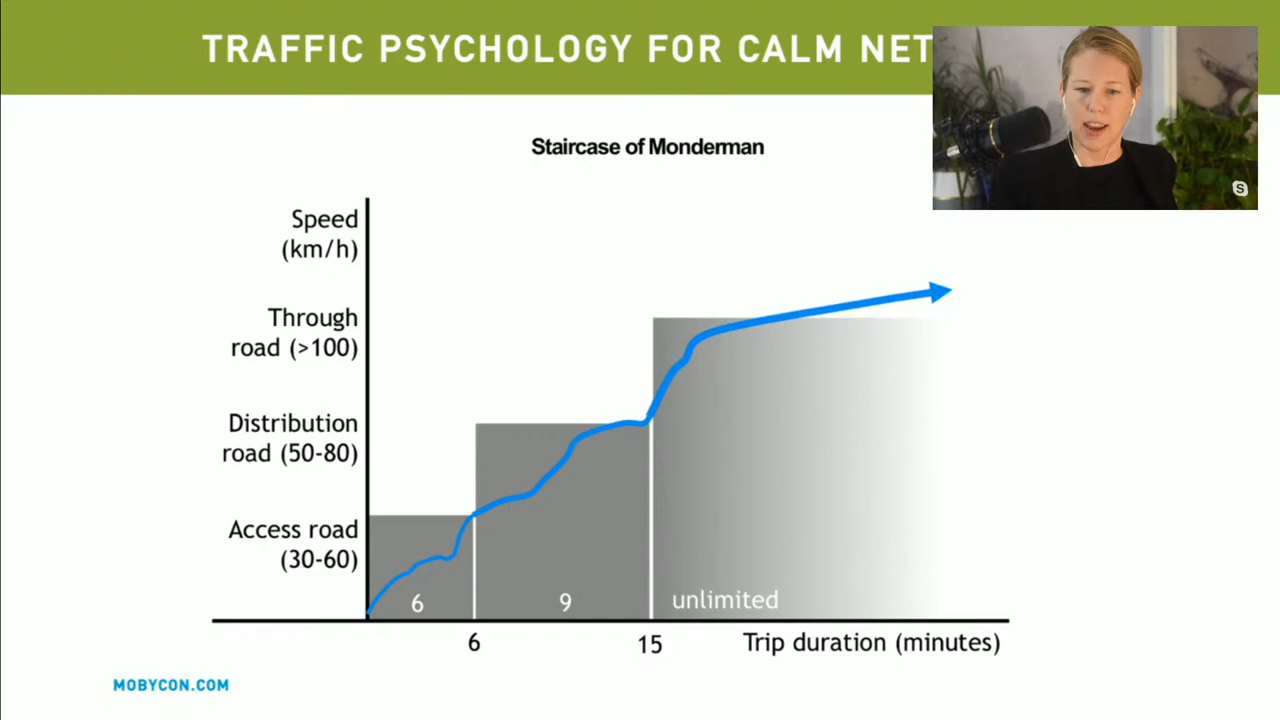 TRAFFIC PSYCHOLOGY FOR CALM NET
Staircase of Monderman
Speed
(km/h)
Through
road (>100)
Distribution
road (50-80)
Access road
(30-60)
6
9
unlimited
6
15
Trip duration (minutes)
MOBYCON.COM
S